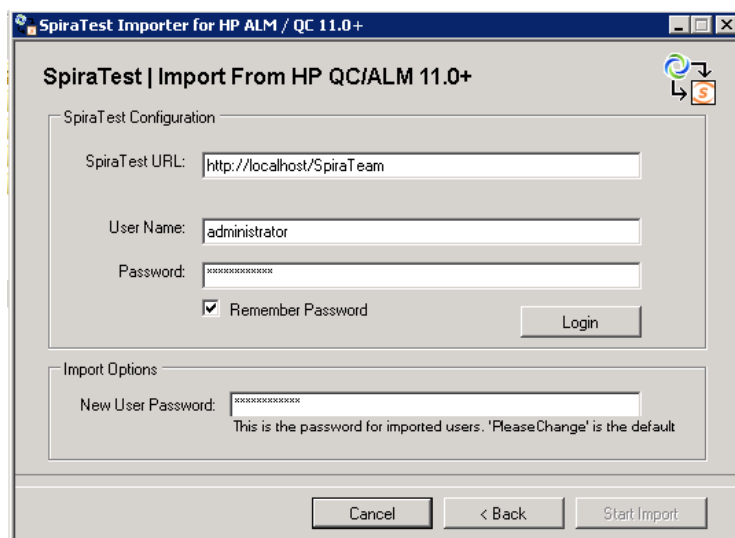 SpiraTest Importer for HP ALM / QC 11.0+
SpiraTest | Import From HP QC/ALM 11.0+
SpiraTest Configuration
SpiraTest URL: http://localhost/SpiraTeam
User Name: administrator
Password: ************
Remember Password
Login
Import Options
New User Password: ************
This is the password for imported users. 'PleaseChange' is the default
Cancel < Back Start Import